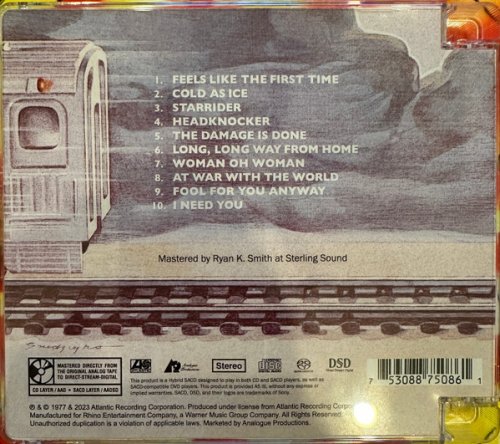 1. FEELS LIKE THE FIRST TIME
2. COLD AS ICE
3. STARRIDER
4. HEADKNOCKER
5. THE DAMAGE IS DONE
6. LONG, LONG WAY FROM HOME
7. WOMAN OH WOMAN
8. AT WAR WITH THE WORLD
9. FOOL FOR YOU ANYWAY
10. I NEED YOU
Mastered by Ryan K. Smith at Sterling Sound
MASTERED DIRECTLY
FROM THE ORIGINAL ANALOG TAPE
TO DIRECT-STREAM-DIGITAL
CD LAYER / AAD + SACD LAYER / AADSD
Stereo
DSD
This product is a Hybrid SACD designed to play in both CD and SACD players, as well as
SACD-compatible DVD players. This product is provided AS-IS, without any express or
implied warranties. SACD, DSD, and their logos are trademarks of Sony.
7 53088 75086 1
℗ & © 1977 & 2023 Atlantic Recording Corporation. Produced under license from Atlantic Recording Corp.
Manufactured for Rhino Entertainment Company, a Warner Music Group Company. All Rights Reserved.
Unauthorized duplication is a violation of applicable laws. Marketed by Analogue Productions.